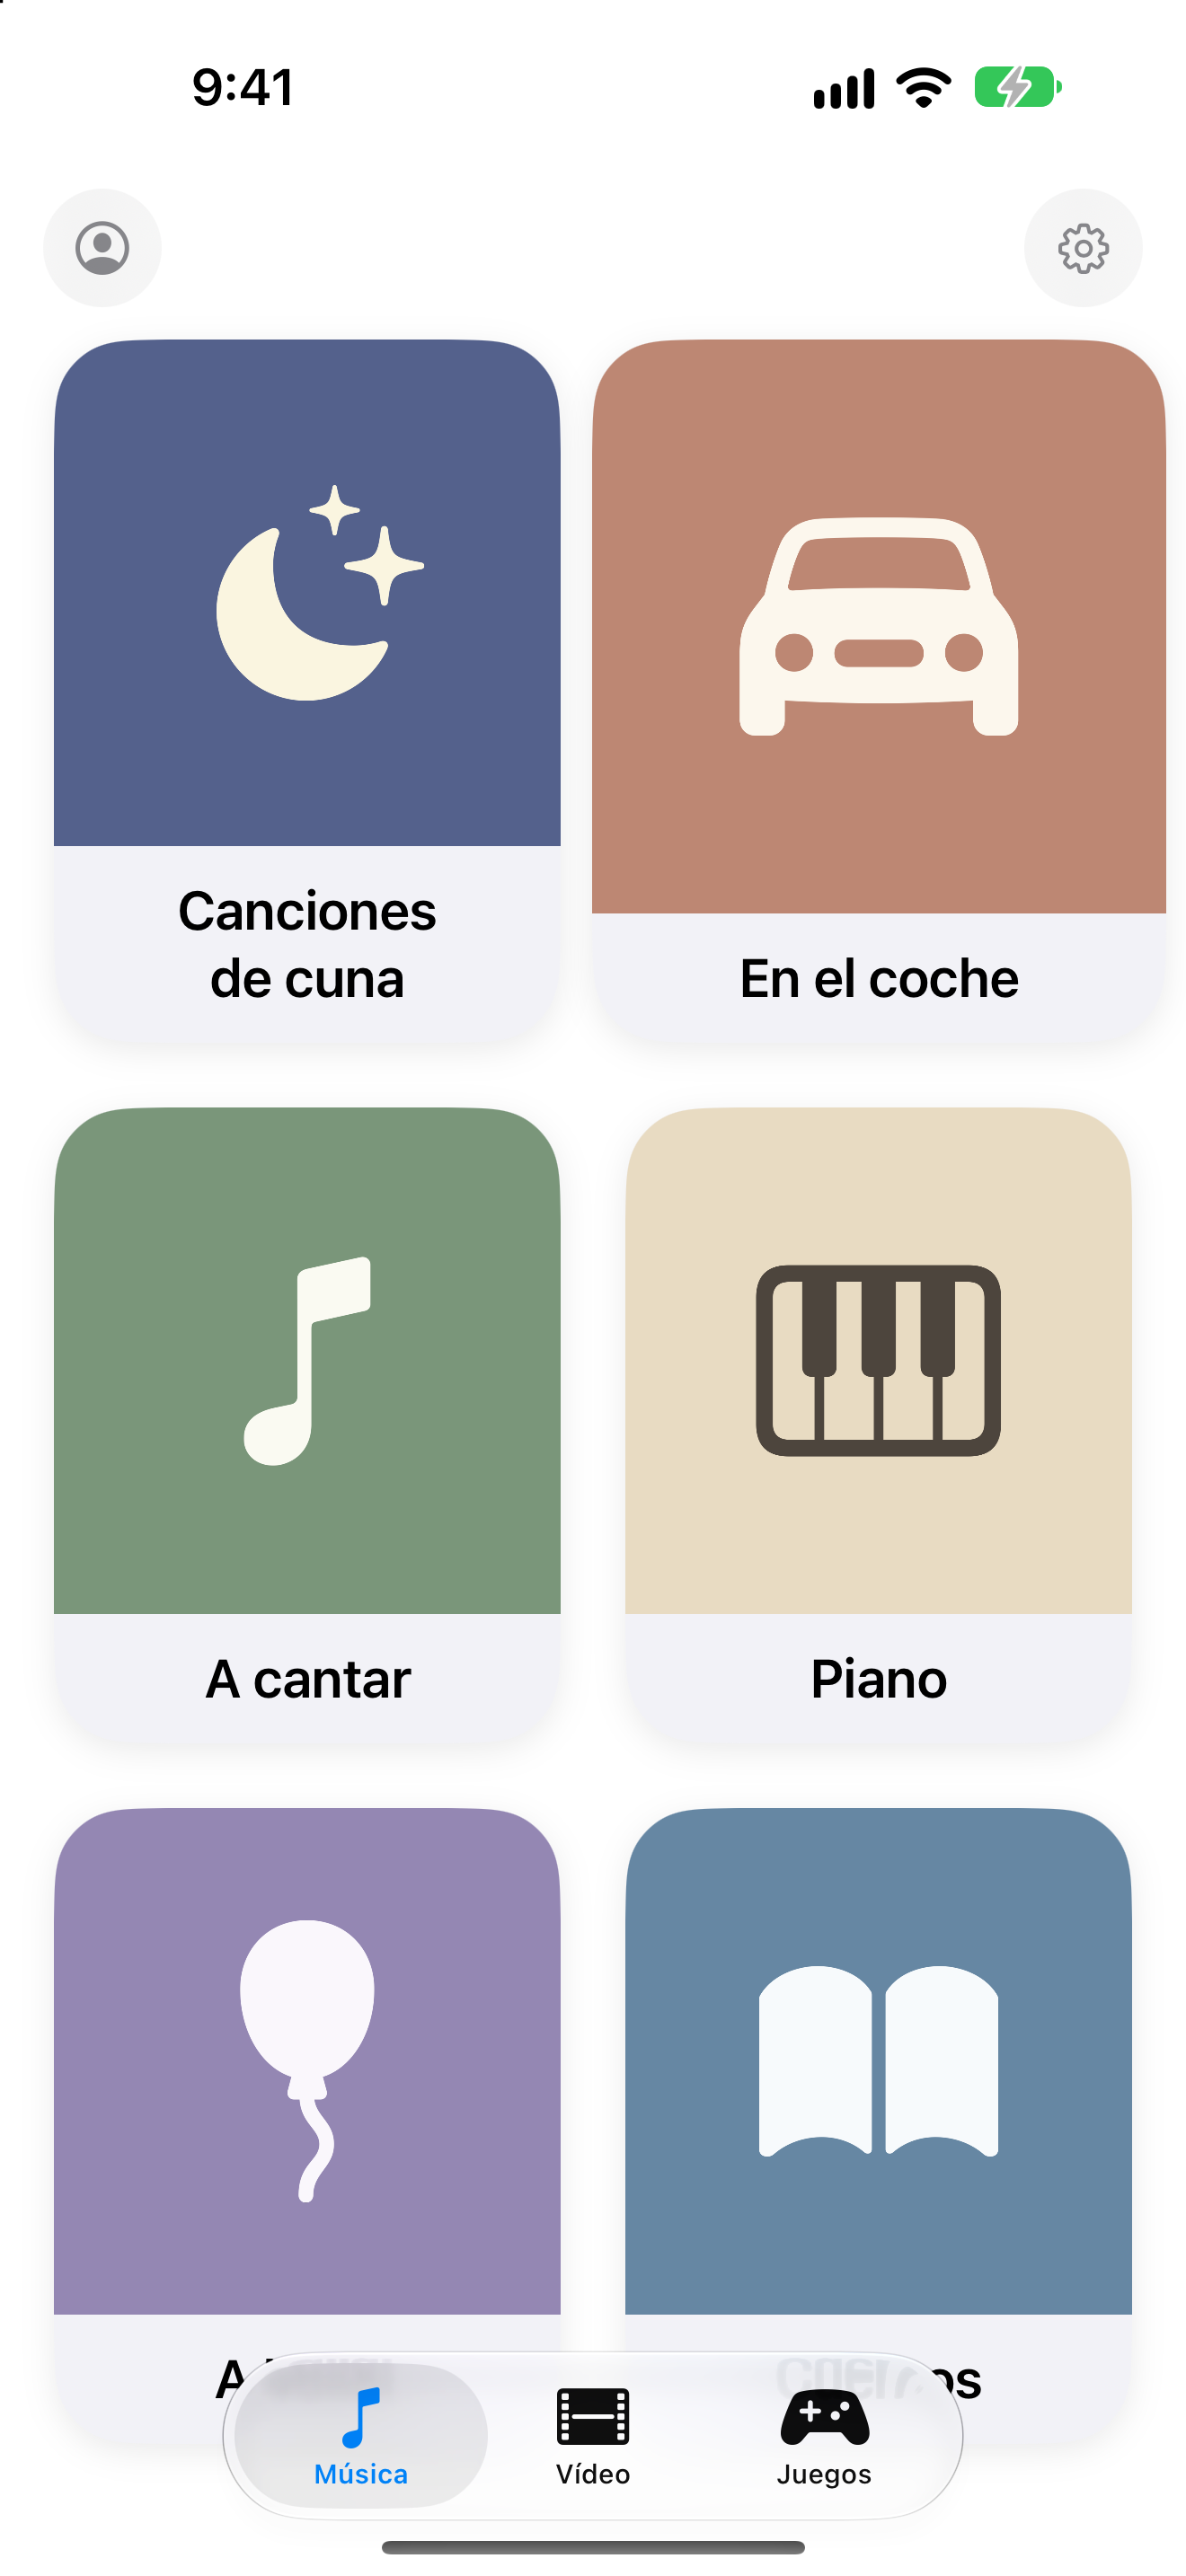 9:41
Canciones
de cuna
En el coche
A cantar
Piano
Música
Vídeo
Juegos